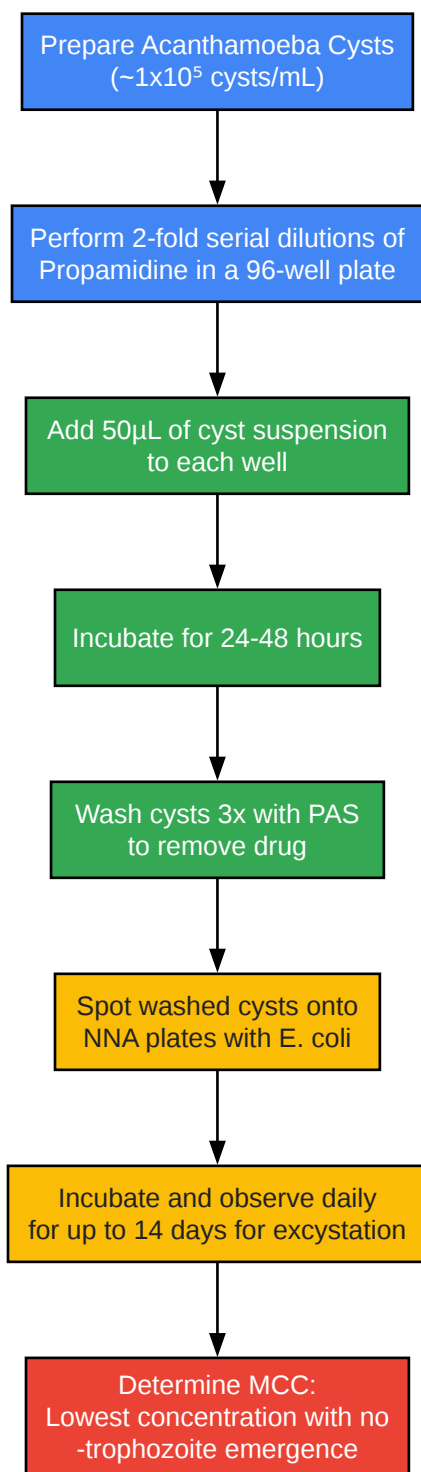 Prepare Acanthamoeba Cysts
(~1x10⁵ cysts/mL)
Perform 2-fold serial dilutions of
Propamidine in a 96-well plate
Add 50µL of cyst suspension
to each well
Incubate for 24-48 hours
Wash cysts 3x with PAS
to remove drug
Spot washed cysts onto
NNA plates with E. coli
Incubate and observe daily
for up to 14 days for excystation
Determine MCC:
Lowest concentration with no
-trophozoite emergence